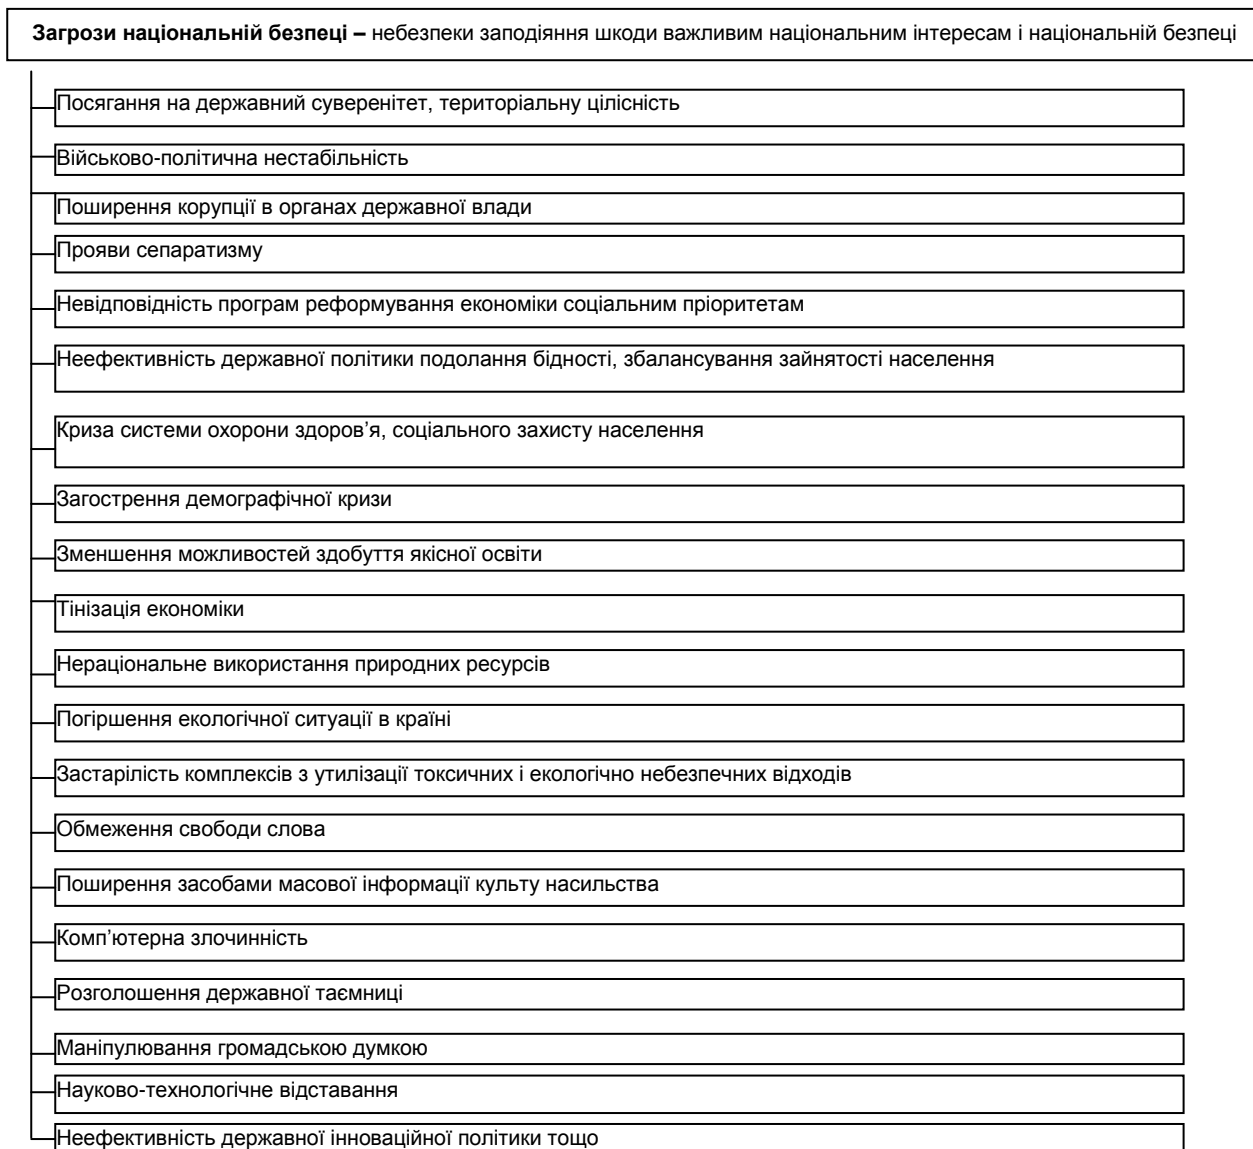 Загрози національній безпеці – небезпеки заподіяння шкоди важливим національним інтересам і національній безпеці
Посягання на державний суверенітет, територіальну цілісність
Військово-політична нестабільність
Поширення корупції в органах державної влади
Прояви сепаратизму
Невідповідність програм реформування економіки соціальним пріоритетам
Неефективність державної політики подолання бідності, збалансування зайнятості населення
Криза системи охорони здоров’я, соціального захисту населення
Загострення демографічної кризи
Зменшення можливостей здобуття якісної освіти
Тінізація економіки
Нераціональне використання природних ресурсів
Погіршення екологічної ситуації в країні
Застарілість комплексів з утилізації токсичних і екологічно небезпечних відходів
Обмеження свободи слова
Поширення засобами масової інформації культу насильства
Комп’ютерна злочинність
Розголошення державної таємниці
Маніпулювання громадською думкою
Науково-технологічне відставання
Неефективність державної інноваційної політики тощо